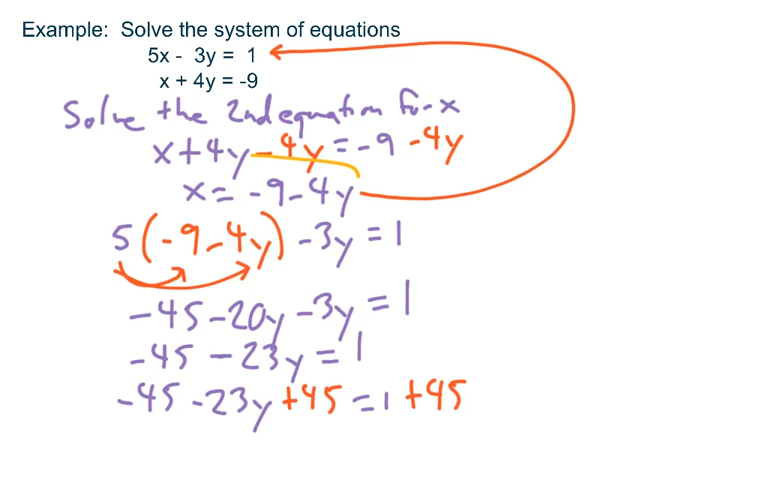 Example: Solve the system of equations
5x - 3y = 1
x + 4y = -9
Solve the 2nd equation for x
x+4y-4y=-9-4y
x=-9-4y
5(-9-4y)-3y=1
-45-20y-3y=1
-45-23y=1
-45-23y+45=1+45